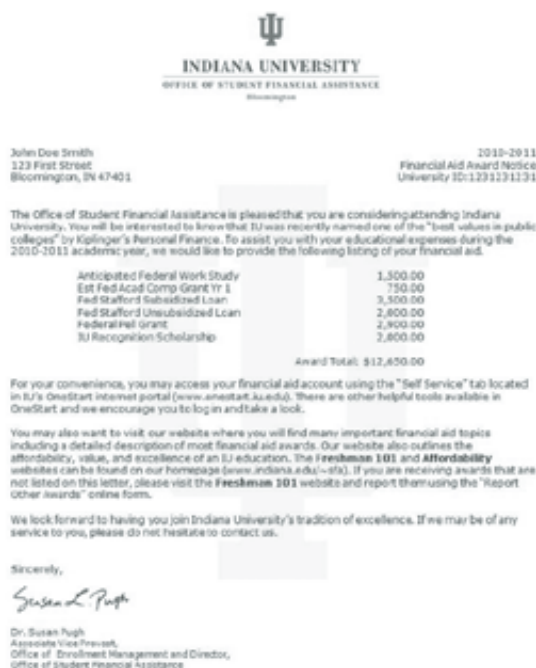 INDIANA UNIVERSITY
OFFICE OF STUDENT FINANCIAL ASSISTANCE
Bloomington
John Doe Smith
2010-2011
123 First Street
Financial Aid Award Notice
Bloomington, IN 47401
University ID:1231231231
The Office of Student Financial Assistance is pleased that you are considering attending Indiana
University. You will be interested to know that IU was recently named one of the "best values in public
colleges" by Kiplinger's Personal Finance. To assist you with your educational expenses during the
2010-2011 academic year, we would like to provide the following listing of your financial aid.
Anticipated Federal Work Study 1,500.00
Est Fed Acad Comp Grant Yr 1 750.00
Fed Stafford Subsidized Loan 3,500.00
Fed Stafford Unsubsidized Loan 2,000.00
Federal Pell Grant 2,900.00
IU Recognition Scholarship 2,000.00
Award Total: $12,650.00
For your convenience, you may access your financial aid account using the "Self Service" tab located
in IU's OneStart internet portal (www.onestart.iu.edu). There are other helpful tools available in
OneStart and we encourage you to log in and take a look.
You may also want to visit our website where you will find many important financial aid topics
including a detailed description of most financial aid awards. Our website also outlines the
affordability, value, and excellence of an IU education. The Freshman 101 and Affordability
websites can be found on our homepage (www.indiana.edu/~sfa). If you are receiving awards that are
not listed on this letter, please visit the Freshman 101 website and report them using the "Report
Other Awards" online form.
We look forward to having you join Indiana University's tradition of excellence. If we may be of any
service to you, please do not hesitate to contact us.
Sincerely,
Susan L. Pugh
Dr. Susan Pugh
Associate Vice Provost,
Office of Enrollment Management and Director,
Office of Student Financial Assistance